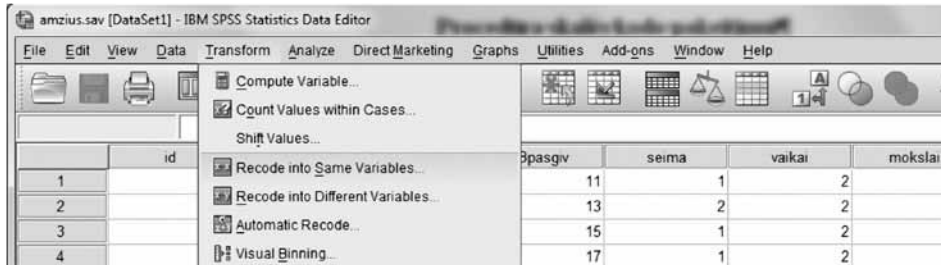 amzius.sav [DataSet1] - IBM SPSS Statistics Data Editor
File Edit View Data Transform Analyze Direct Marketing Graphs Utilities Add-ons Window Help
Compute Variable...
Count Values within Cases...
Shift Values...
id 3pasgiv seima vaikai mokslai
Recode into Same Variables...
1 11 1 2
Recode into Different Variables...
2 13 2 2
Automatic Recode...
3 15 1 2
Visual Binning...
4 17 1 2